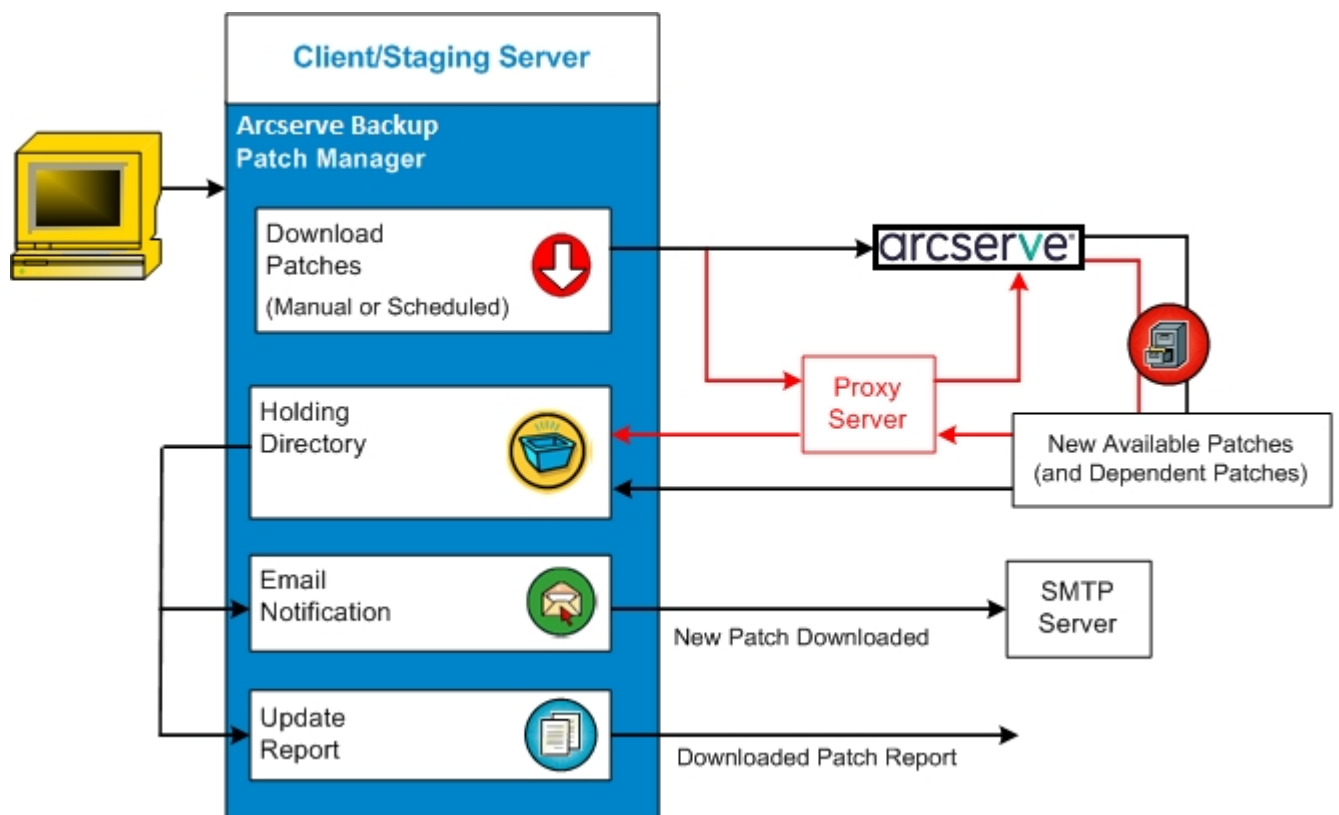 Client/Staging Server
Arcserve Backup
Patch Manager
Download
Patches
(Manual or Scheduled)
arcserve®
Proxy
Server
Holding
Directory
New Available Patches
(and Dependent Patches)
Email
Notification
New Patch Downloaded
SMTP
Server
Update
Report
Downloaded Patch Report